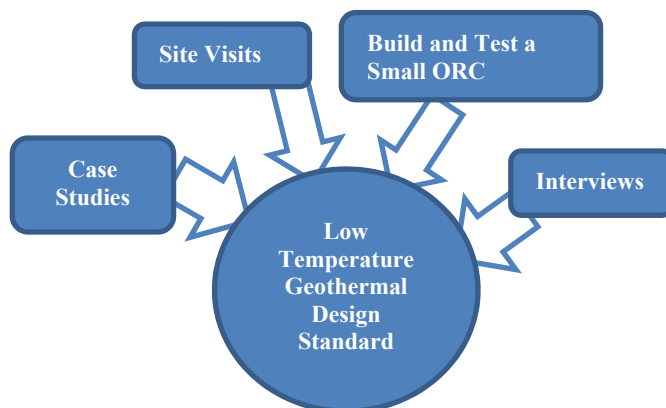 Site Visits
Build and Test a
Small ORC
Case
Studies
Interviews
Low
Temperature
Geothermal
Design
Standard